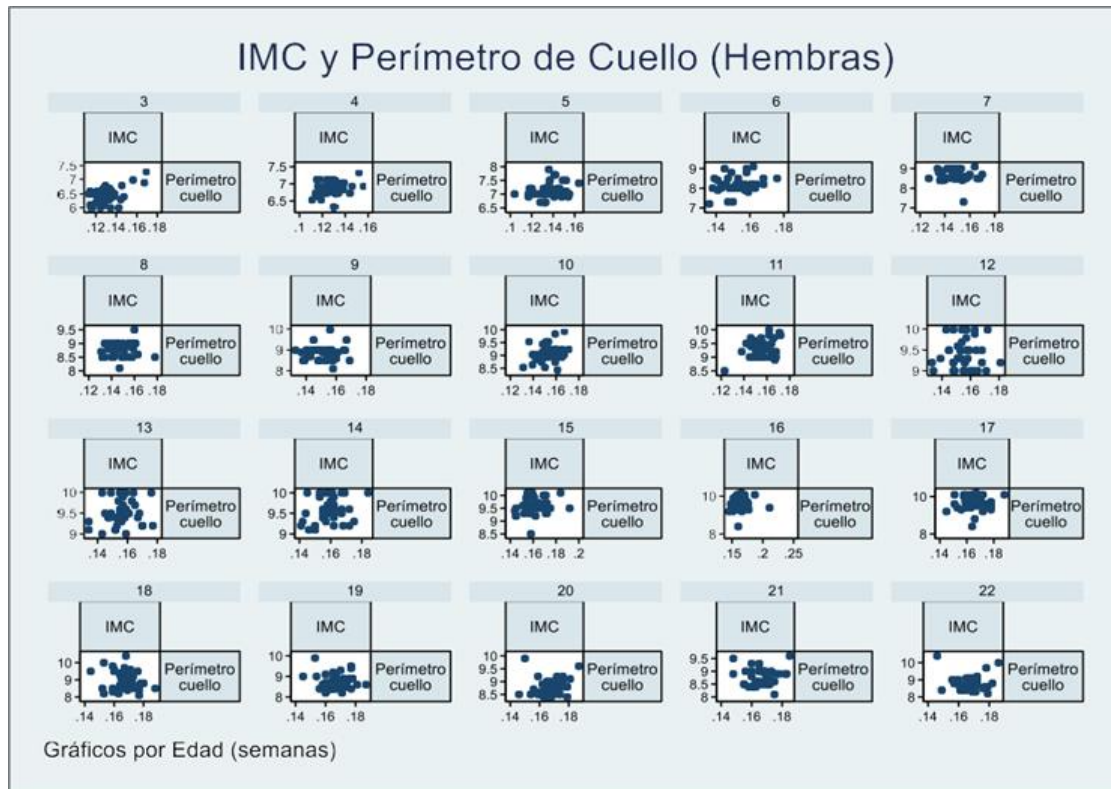 IMC y Perímetro de Cuello (Hembras)
3
IMC
7.5
7
6.5
6
Perímetro
cuello
.12 .14 .16 .18
4
IMC
7.5
7
6.5
Perímetro
cuello
.1 .12 .14 .16
5
IMC
8
7.5
7
6.5
Perímetro
cuello
.1 .12 .14 .16
6
IMC
9
8
7
Perímetro
cuello
.14 .16 .18
7
IMC
9
8
7
Perímetro
cuello
.12 .14 .16 .18
8
IMC
9.5
9
8.5
8
Perímetro
cuello
.12 .14 .16 .18
9
IMC
10
9
8
Perímetro
cuello
.14 .16 .18
10
IMC
10
9.5
9
8.5
Perímetro
cuello
.12 .14 .16 .18
11
IMC
10
9.5
9
8.5
Perímetro
cuello
.12 .14 .16 .18
12
IMC
10
9.5
9
Perímetro
cuello
.14 .16 .18
13
IMC
10
9.5
9
Perímetro
cuello
.14 .16 .18
14
IMC
10
9.5
9
Perímetro
cuello
.14 .16 .18
15
IMC
10
9.5
9
8.5
Perímetro
cuello
.14 .16 .18 .2
16
IMC
10
8
Perímetro
cuello
.15 .2 .25
17
IMC
10
8
Perímetro
cuello
.14 .16 .18
18
IMC
10
9
8
Perímetro
cuello
.14 .16 .18
19
IMC
10
9
8
Perímetro
cuello
.14 .16 .18
20
IMC
10
9.5
9
8.5
Perímetro
cuello
.14 .16 .18
21
IMC
9.5
9
8.5
8
Perímetro
cuello
.14 .16 .18
22
IMC
10
9
8
Perímetro
cuello
.14 .16 .18
Gráficos por Edad (semanas)